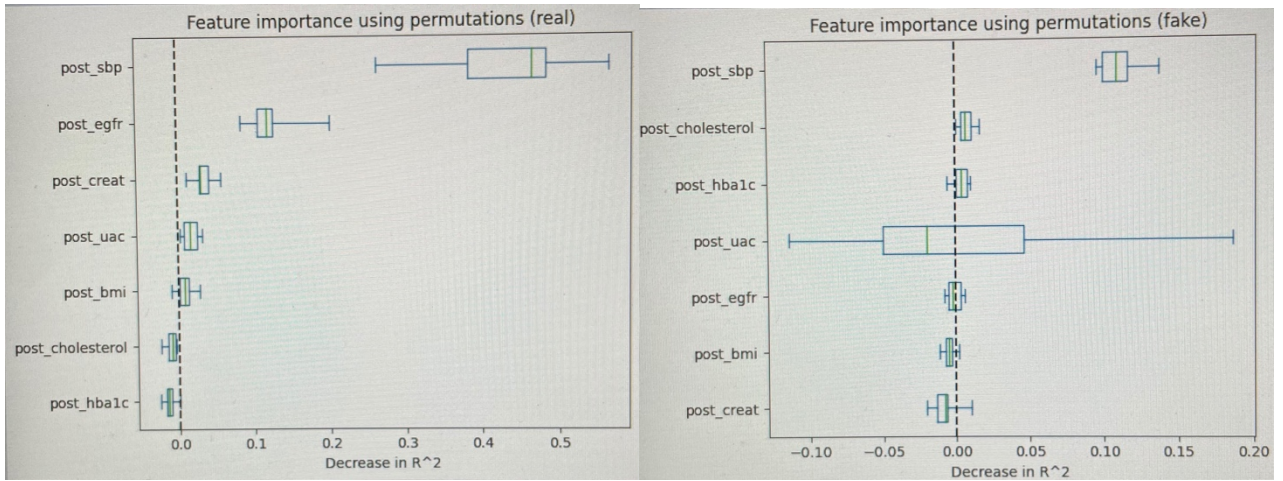 Feature importance using permutations (real)
post_sbp
post_egfr
post_creat
post_uac
post_bmi
post_cholesterol
post_hba1c
0.0 0.1 0.2 0.3 0.4 0.5
Decrease in R^2
Feature importance using permutations (fake)
post_sbp
post_cholesterol
post_hba1c
post_uac
post_egfr
post_bmi
post_creat
−0.10 −0.05 0.00 0.05 0.10 0.15 0.20
Decrease in R^2